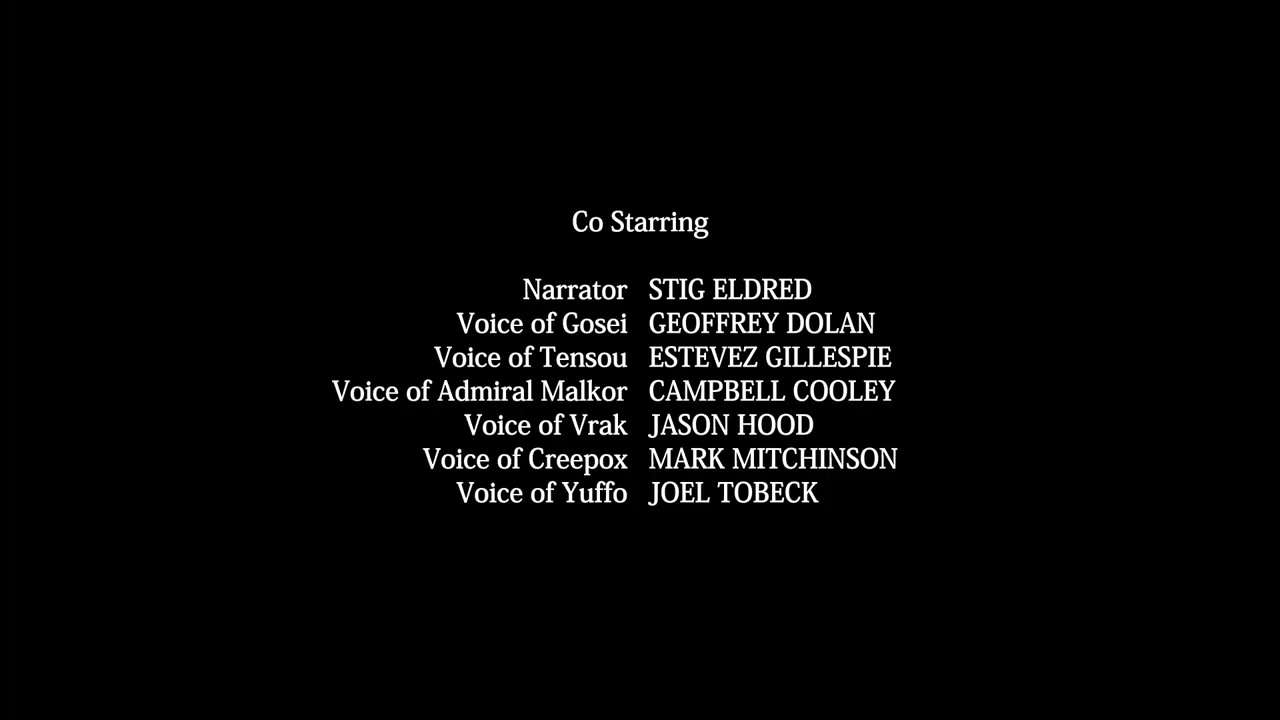 Co Starring
Narrator STIG ELDRED
Voice of Gosei GEOFFREY DOLAN
Voice of Tensou ESTEVEZ GILLESPIE
Voice of Admiral Malkor CAMPBELL COOLEY
Voice of Vrak JASON HOOD
Voice of Creepox MARK MITCHINSON
Voice of Yuffo JOEL TOBECK